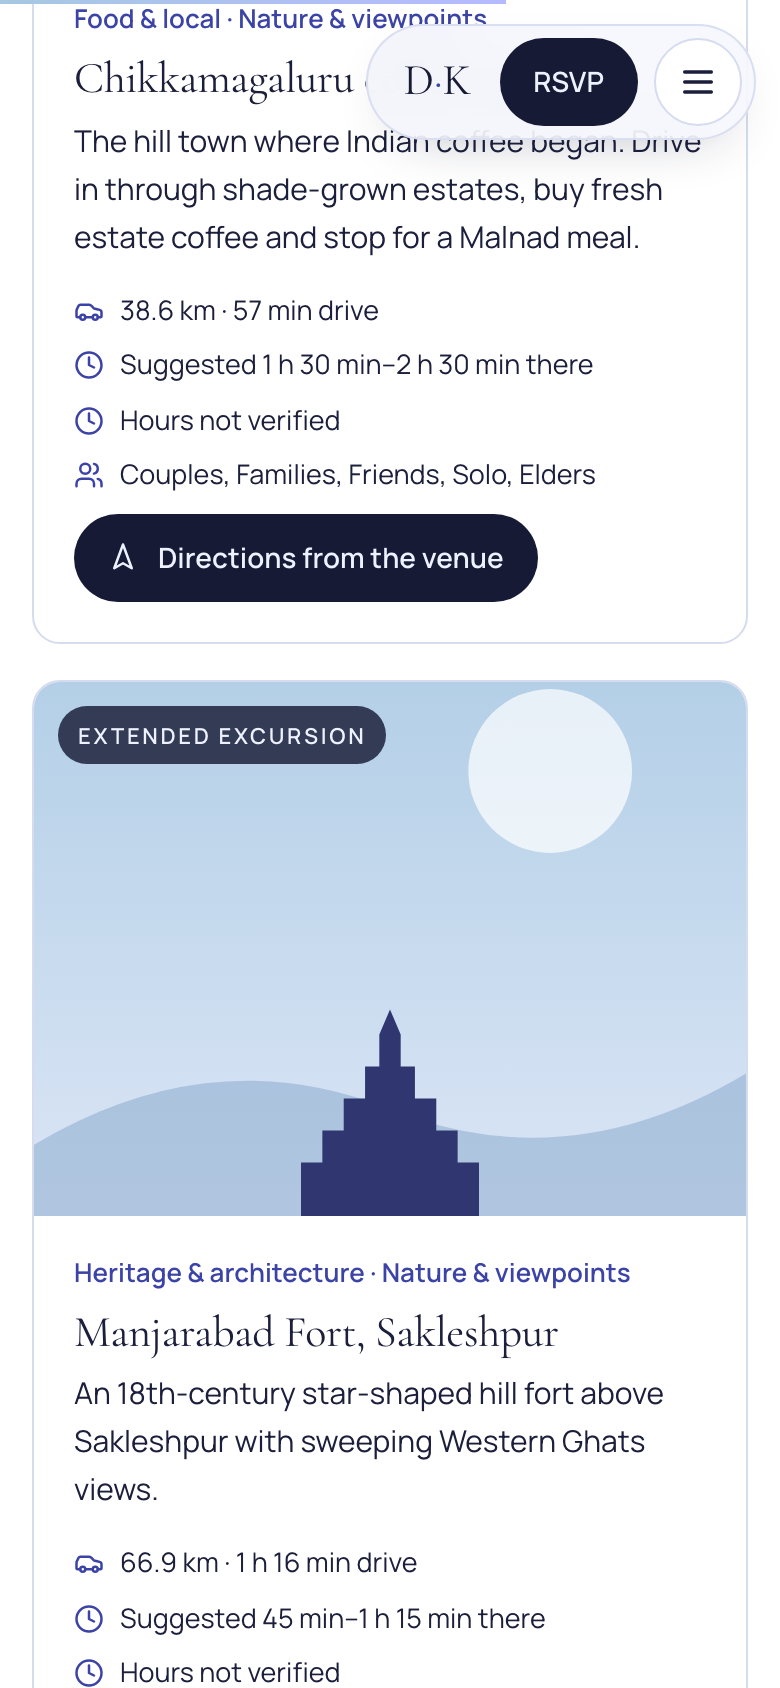 Food & local · Nature & viewpoints
D·K
RSVP
Chikkamagaluru
The hill town where Indian coffee began. Drive
in through shade-grown estates, buy fresh
estate coffee and stop for a Malnad meal.
38.6 km · 57 min drive
Suggested 1 h 30 min–2 h 30 min there
Hours not verified
Couples, Families, Friends, Solo, Elders
Directions from the venue
EXTENDED EXCURSION
Heritage & architecture · Nature & viewpoints
Manjarabad Fort, Sakleshpur
An 18th-century star-shaped hill fort above
Sakleshpur with sweeping Western Ghats
views.
66.9 km · 1 h 16 min drive
Suggested 45 min–1 h 15 min there
Hours not verified